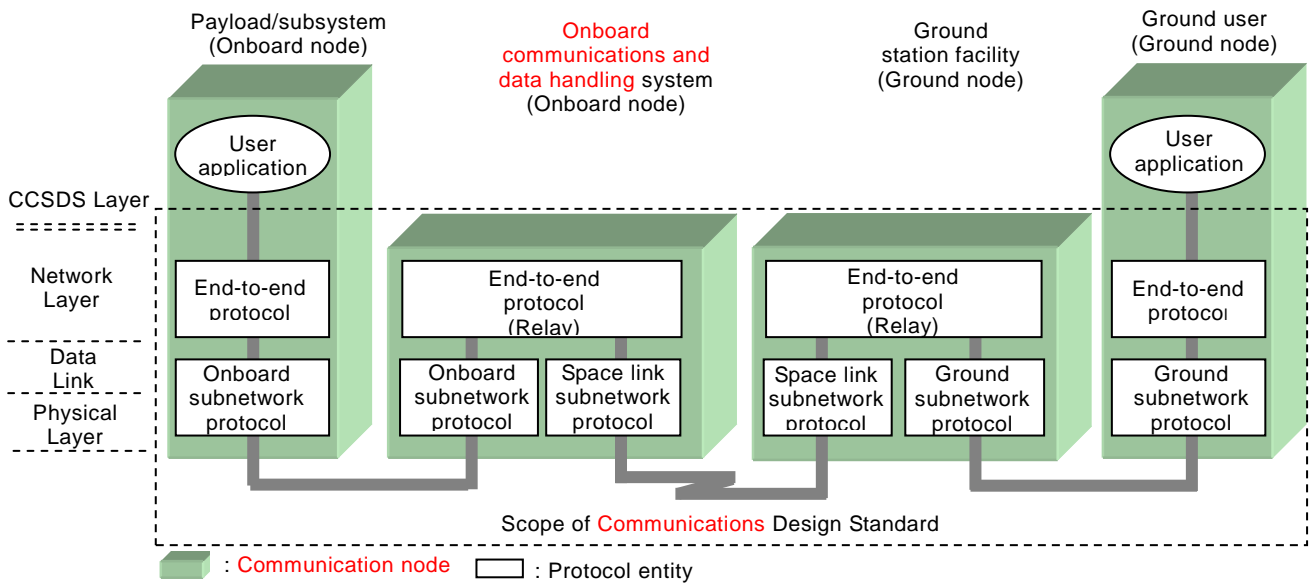 Payload/subsystem
(Onboard node)
Onboard
communications and
data handling system
(Onboard node)
Ground
station facility
(Ground node)
Ground user
(Ground node)
User
application
User
application
CCSDS Layer
Network
Layer
End-to-end
protocol
End-to-end
protocol
(Relay)
End-to-end
protocol
(Relay)
End-to-end
protocol
Data
Link
Physical
Layer
Onboard
subnetwork
protocol
Onboard
subnetwork
protocol
Space link
subnetwork
protocol
Space link
subnetwork
protocol
Ground
subnetwork
protocol
Ground
subnetwork
protocol
Scope of Communications Design Standard
: Communication node
: Protocol entity